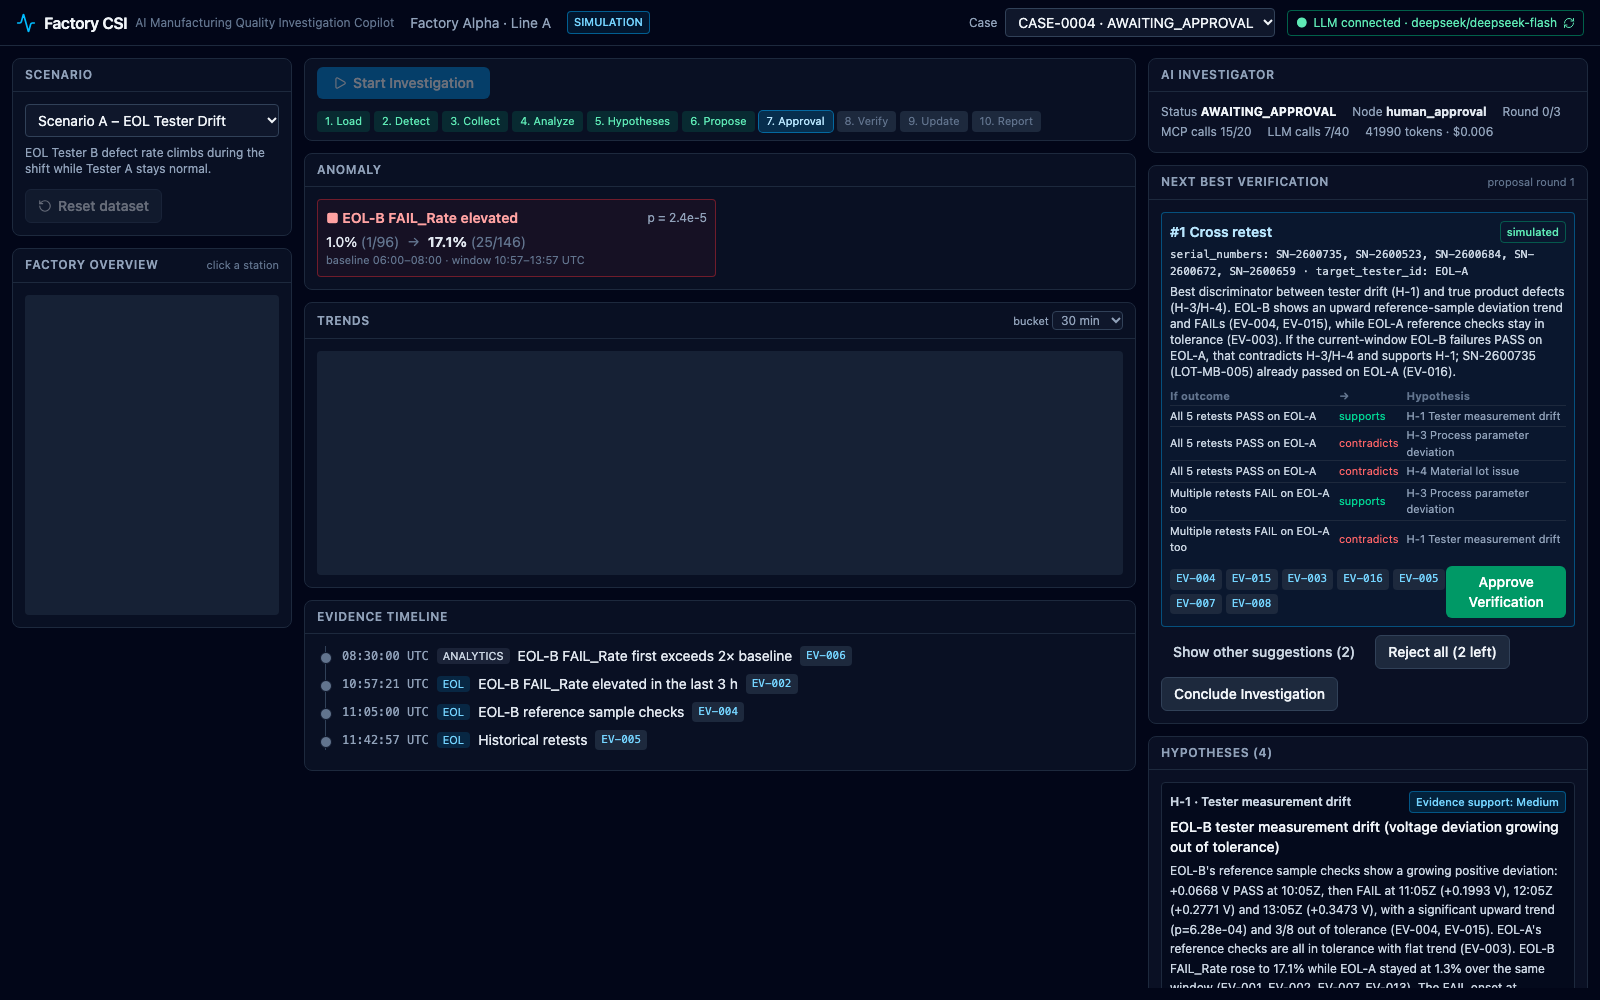 Factory CSI AI Manufacturing Quality Investigation Copilot Factory Alpha · Line A SIMULATION Case CASE-0004 · AWAITING_APPROVAL LLM connected · deepseek/deepseek-flash
SCENARIO
Scenario A – EOL Tester Drift
EOL Tester B defect rate climbs during the
shift while Tester A stays normal.
Reset dataset
FACTORY OVERVIEW click a station
Start Investigation
1. Load 2. Detect 3. Collect 4. Analyze 5. Hypotheses 6. Propose 7. Approval 8. Verify 9. Update 10. Report
ANOMALY
EOL-B FAIL_Rate elevated p = 2.4e-5
1.0% (1/96) → 17.1% (25/146)
baseline 06:00–08:00 · window 10:57–13:57 UTC
TRENDS bucket 30 min
EVIDENCE TIMELINE
08:30:00 UTC ANALYTICS EOL-B FAIL_Rate first exceeds 2× baseline EV-006
10:57:21 UTC EOL EOL-B FAIL_Rate elevated in the last 3 h EV-002
11:05:00 UTC EOL EOL-B reference sample checks EV-004
11:42:57 UTC EOL Historical retests EV-005
AI INVESTIGATOR
Status AWAITING_APPROVAL Node human_approval Round 0/3
MCP calls 15/20 LLM calls 7/40 41990 tokens · $0.006
NEXT BEST VERIFICATION proposal round 1
#1 Cross retest simulated
serial_numbers: SN-2600735, SN-2600523, SN-2600684, SN-
2600672, SN-2600659 · target_tester_id: EOL-A
Best discriminator between tester drift (H-1) and true product defects
(H-3/H-4). EOL-B shows an upward reference-sample deviation trend
and FAILs (EV-004, EV-015), while EOL-A reference checks stay in
tolerance (EV-003). If the current-window EOL-B failures PASS on
EOL-A, that contradicts H-3/H-4 and supports H-1; SN-2600735
(LOT-MB-005) already passed on EOL-A (EV-016).
If outcome → Hypothesis
All 5 retests PASS on EOL-A supports H-1 Tester measurement drift
All 5 retests PASS on EOL-A contradicts H-3 Process parameter
deviation
All 5 retests PASS on EOL-A contradicts H-4 Material lot issue
Multiple retests FAIL on EOL-A
too supports H-3 Process parameter
deviation
Multiple retests FAIL on EOL-A
too contradicts H-1 Tester measurement drift
EV-004 EV-015 EV-003 EV-016 EV-005
EV-007 EV-008
Approve
Verification
Show other suggestions (2) Reject all (2 left)
Conclude Investigation
HYPOTHESES (4)
H-1 · Tester measurement drift Evidence support: Medium
EOL-B tester measurement drift (voltage deviation growing
out of tolerance)
EOL-B's reference sample checks show a growing positive deviation:
+0.0668 V PASS at 10:05Z, then FAIL at 11:05Z (+0.1993 V), 12:05Z
(+0.2771 V) and 13:05Z (+0.3473 V), with a significant upward trend
(p=6.28e-04) and 3/8 out of tolerance (EV-004, EV-015). EOL-A's
reference checks are all in tolerance with flat trend (EV-003). EOL-B
FAIL_Rate rose to 17.1% while EOL-A stayed at 1.3% over the same
window (EV-001, EV-002, EV-007, EV-013). The FAIL onset at